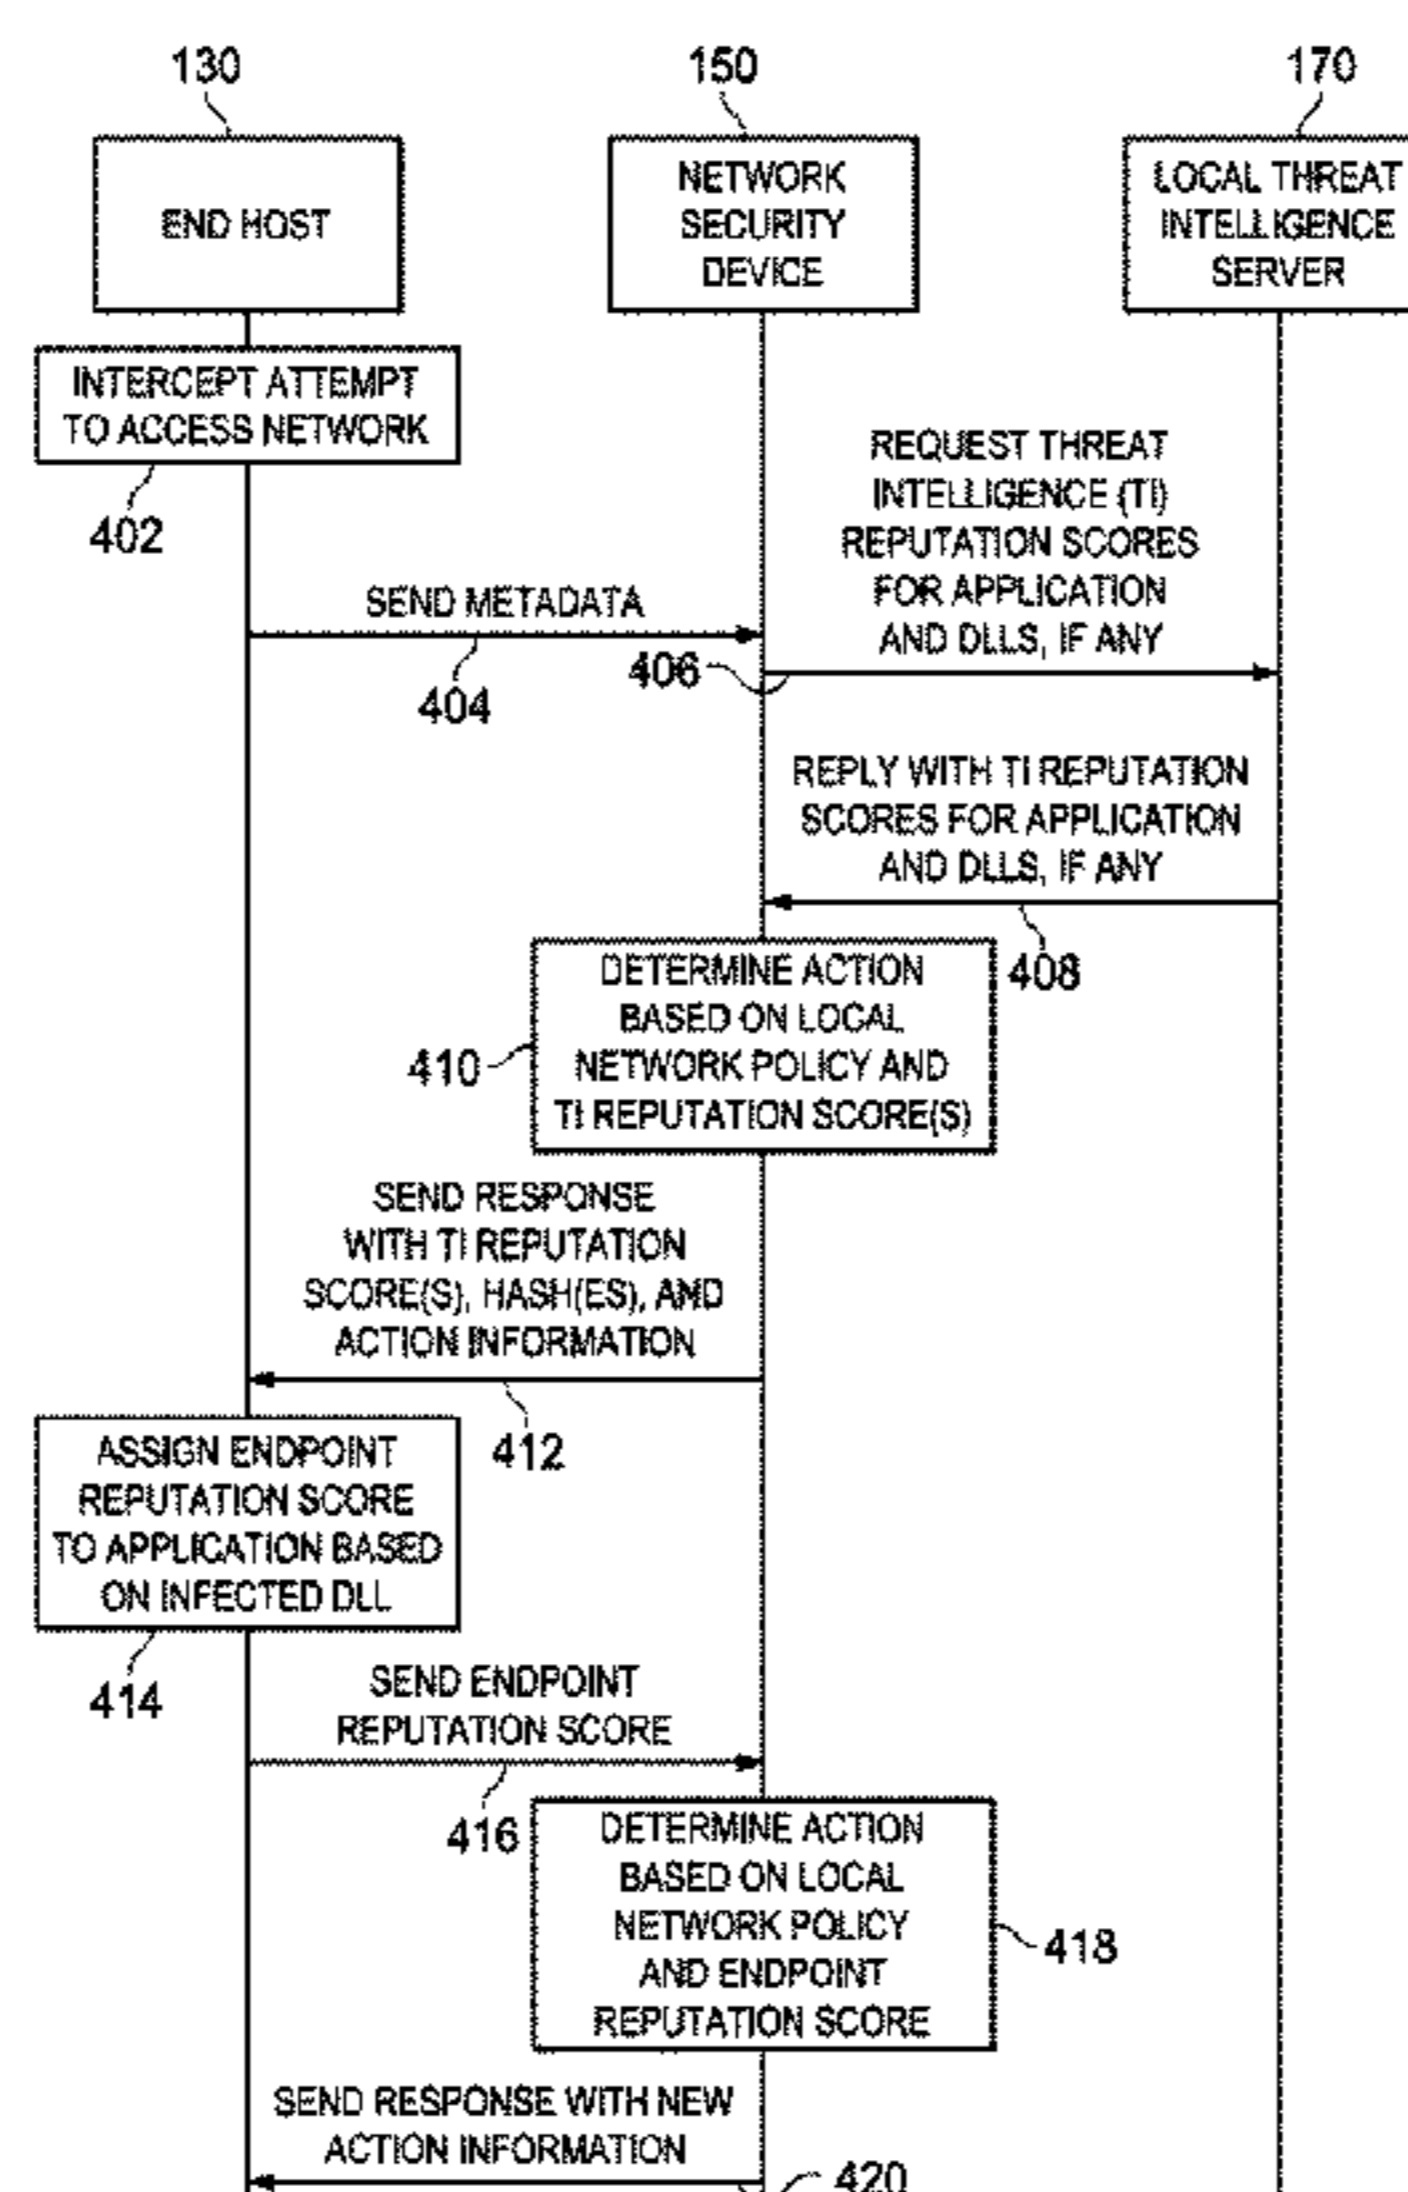 130
150
170
END HOST
NETWORK
SECURITY
DEVICE
LOCAL THREAT
INTELLIGENCE
SERVER
INTERCEPT ATTEMPT
TO ACCESS NETWORK
402
REQUEST THREAT
INTELLIGENCE (TI)
REPUTATION SCORES
FOR APPLICATION
AND DLLS, IF ANY
SEND METADATA
404
406
REPLY WITH TI REPUTATION
SCORES FOR APPLICATION
AND DLLS, IF ANY
408
DETERMINE ACTION
BASED ON LOCAL
NETWORK POLICY AND
TI REPUTATION SCORE(S)
410
SEND RESPONSE
WITH TI REPUTATION
SCORE(S), HASH(ES), AND
ACTION INFORMATION
412
ASSIGN ENDPOINT
REPUTATION SCORE
TO APPLICATION BASED
ON INFECTED DLL
414
SEND ENDPOINT
REPUTATION SCORE
416
DETERMINE ACTION
BASED ON LOCAL
NETWORK POLICY
AND ENDPOINT
REPUTATION SCORE
418
SEND RESPONSE WITH NEW
ACTION INFORMATION
420